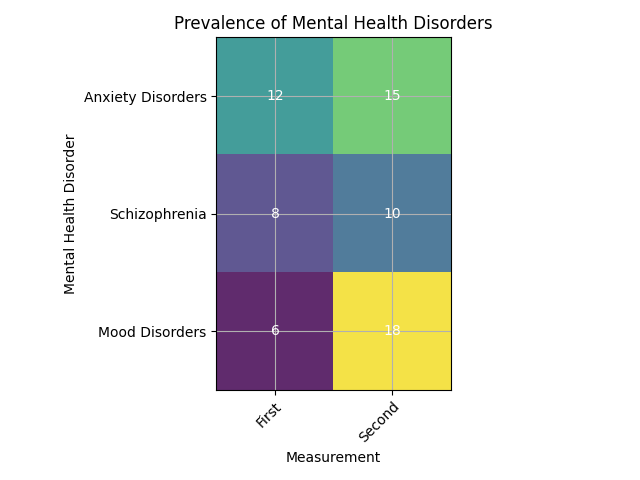 Prevalence of Mental Health Disorders
Mental Health Disorder
Anxiety Disorders
12 15
Schizophrenia
8 10
Mood Disorders
6 18
First Second
Measurement